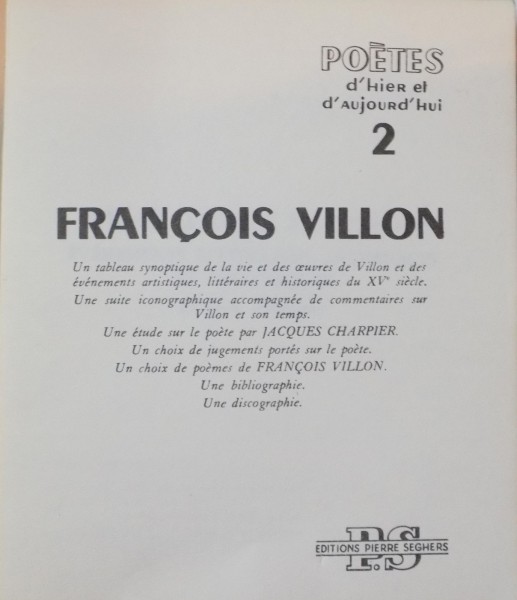 POÈTES
d'HIER et
d'AUJOURD'HUI
2
FRANÇOIS VILLON
Un tableau synoptique de la vie et des œuvres de Villon et des
événements artistiques, littéraires et historiques du XVe siècle.
Une suite iconographique accompagnée de commentaires sur
Villon et son temps.
Une étude sur le poète par JACQUES CHARPIER.
Un choix de jugements portés sur le poète.
Un choix de poèmes de FRANÇOIS VILLON.
Une bibliographie.
Une discographie.
P.S
EDITIONS PIERRE SEGHERS